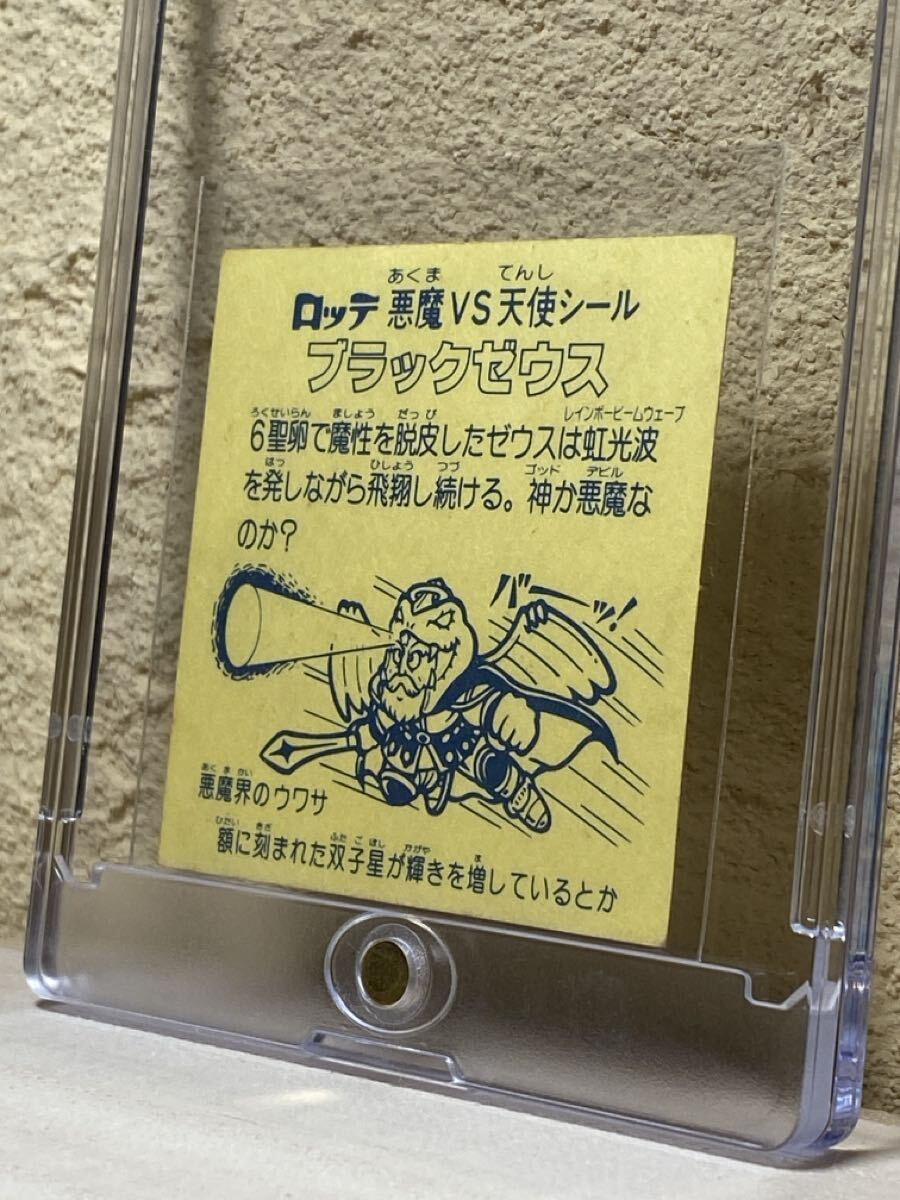 あくま てんし
ロッテ 悪魔VS天使シール
ブラックゼウス
ろくせいらん ましょう だっぴ レインボービームウェーブ
6聖卵で魔性を脱皮したゼウスは虹光波
はっ ひしょう つづ ゴッド デビル
を発しながら飛翔し続ける。神か悪魔な
のか?
バーッ!
あくまかい
悪魔界のウワサ
ひたい きざ ふたごぼし かがや ま
額に刻まれた双子星が輝きを増しているとか